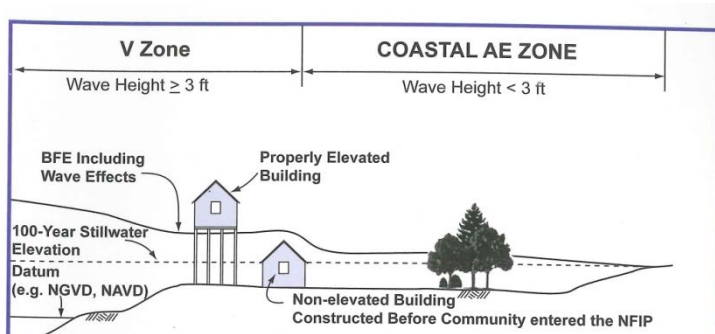 V Zone
COASTAL AE ZONE
Wave Height ≥ 3 ft
Wave Height < 3 ft
BFE Including
Wave Effects
Properly Elevated
Building
100-Year Stillwater
Elevation
Datum
(e.g. NGVD, NAVD)
Non-elevated Building
Constructed Before Community entered the NFIP